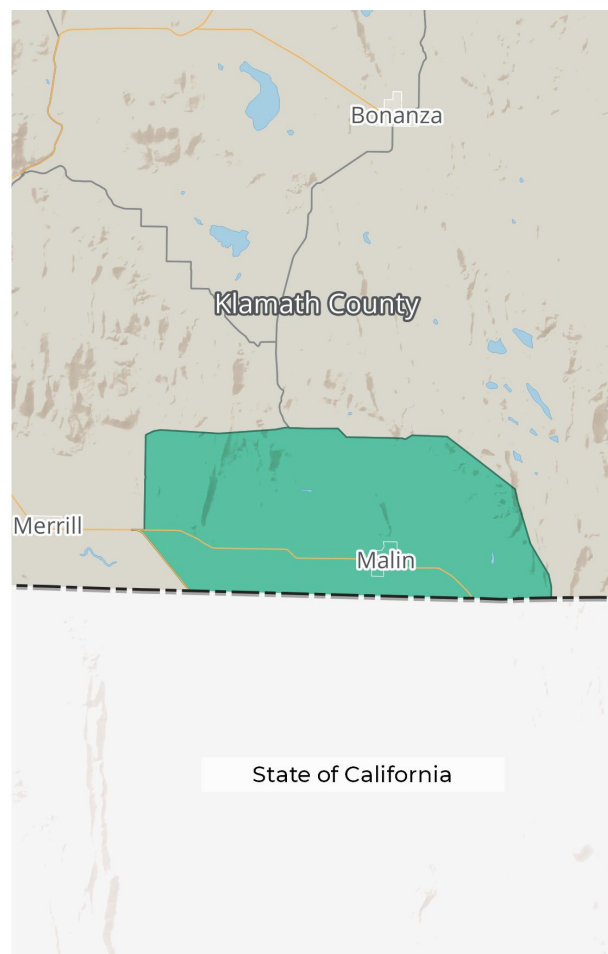 Bonanza
Klamath County
Merrill
Malin
State of California